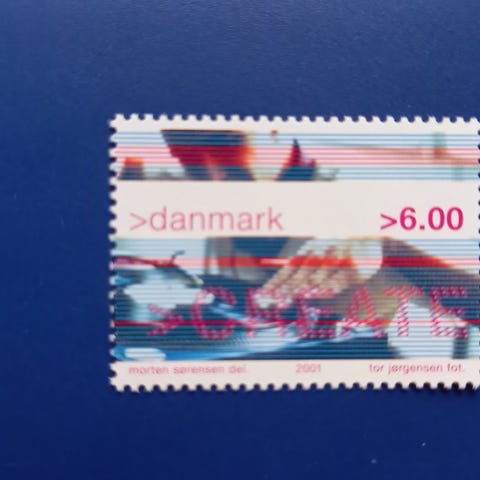 >danmark >6.00
>CREATE
morten sørensen del. 2001 tor jørgensen fot.